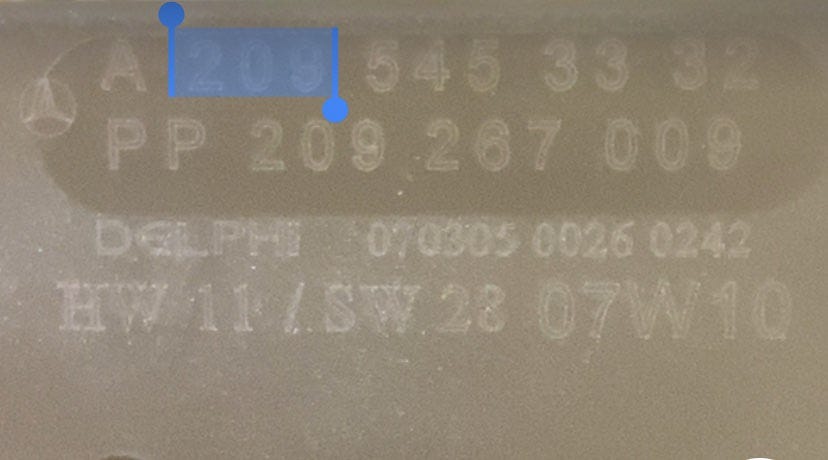 A 209 545 33 32
PP 209 267 009
DELPHI 070305 0026 0242
HW 11 / SW 28 07W10